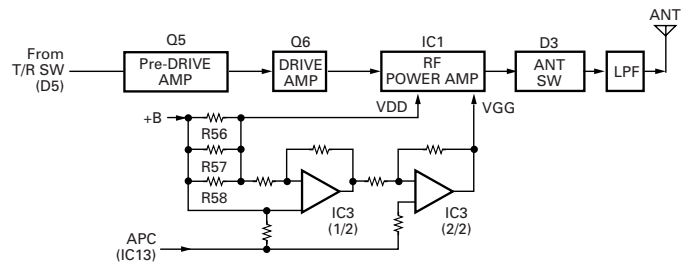 ANT
Q5
Q6
IC1
D3
From
T/R SW
(D5)
Pre-DRIVE
AMP
DRIVE
AMP
RF
POWER AMP
ANT
SW
LPF
VDD
VGG
+B
R56
R57
R58
IC3
(1/2)
IC3
(2/2)
APC
(IC13)